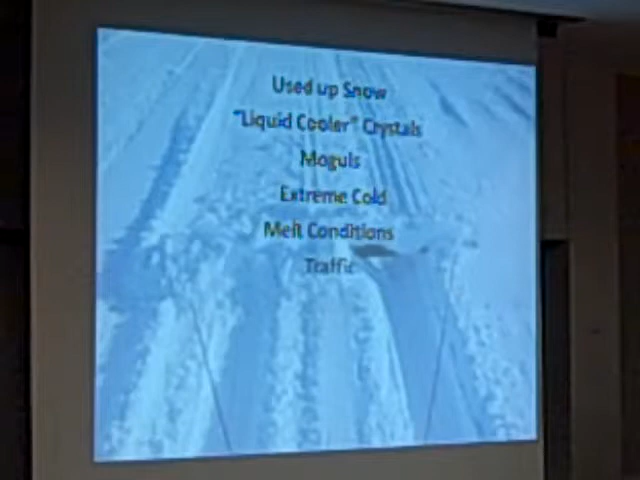 Used up Snow
"Liquid Cooler" Crystals
Moguls
Extreme Cold
Melt Conditions
Traffic